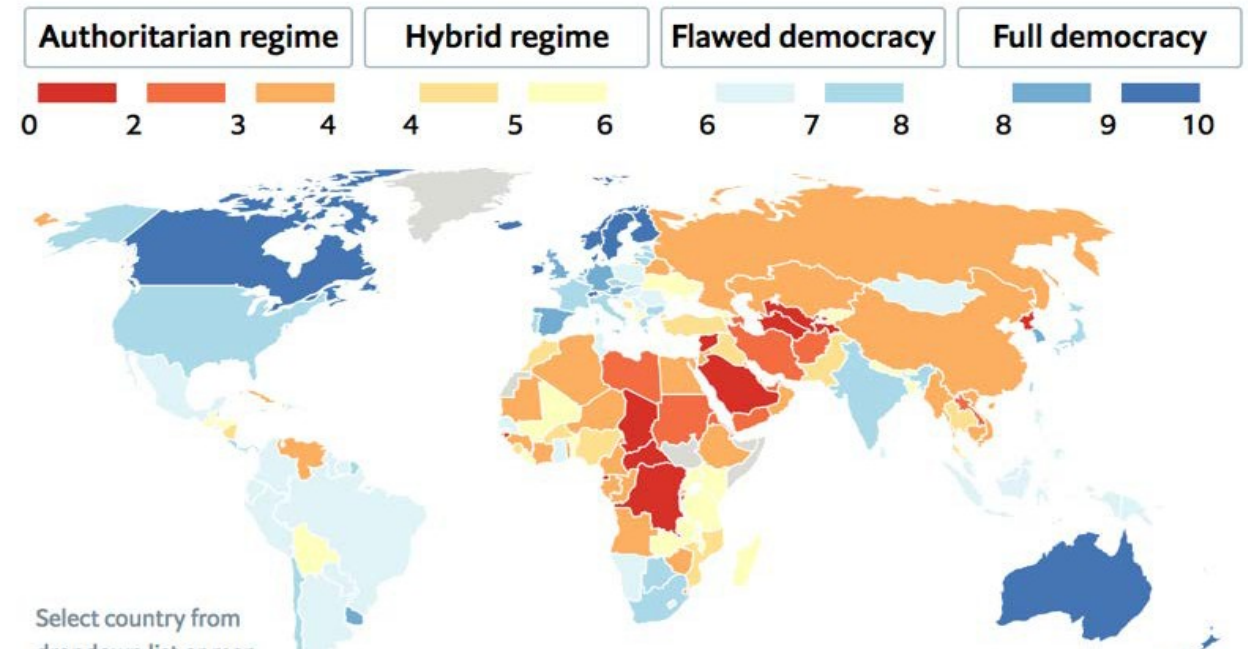 Authoritarian regime Hybrid regime Flawed democracy Full democracy
0 2 3 4 4 5 6 6 7 8 8 9 10
Select country from